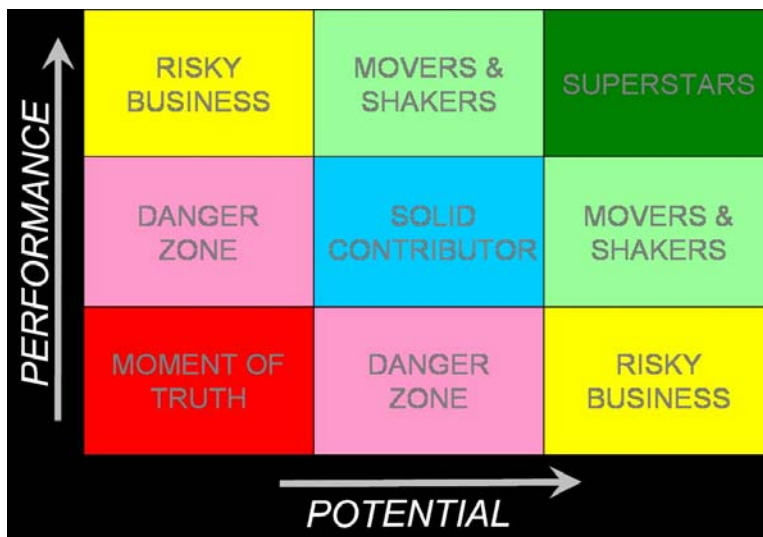 RISKY
BUSINESS
MOVERS &
SHAKERS
SUPERSTARS
DANGER
ZONE
SOLID
CONTRIBUTOR
MOVERS &
SHAKERS
MOMENT OF
TRUTH
DANGER
ZONE
RISKY
BUSINESS
PERFORMANCE
POTENTIAL